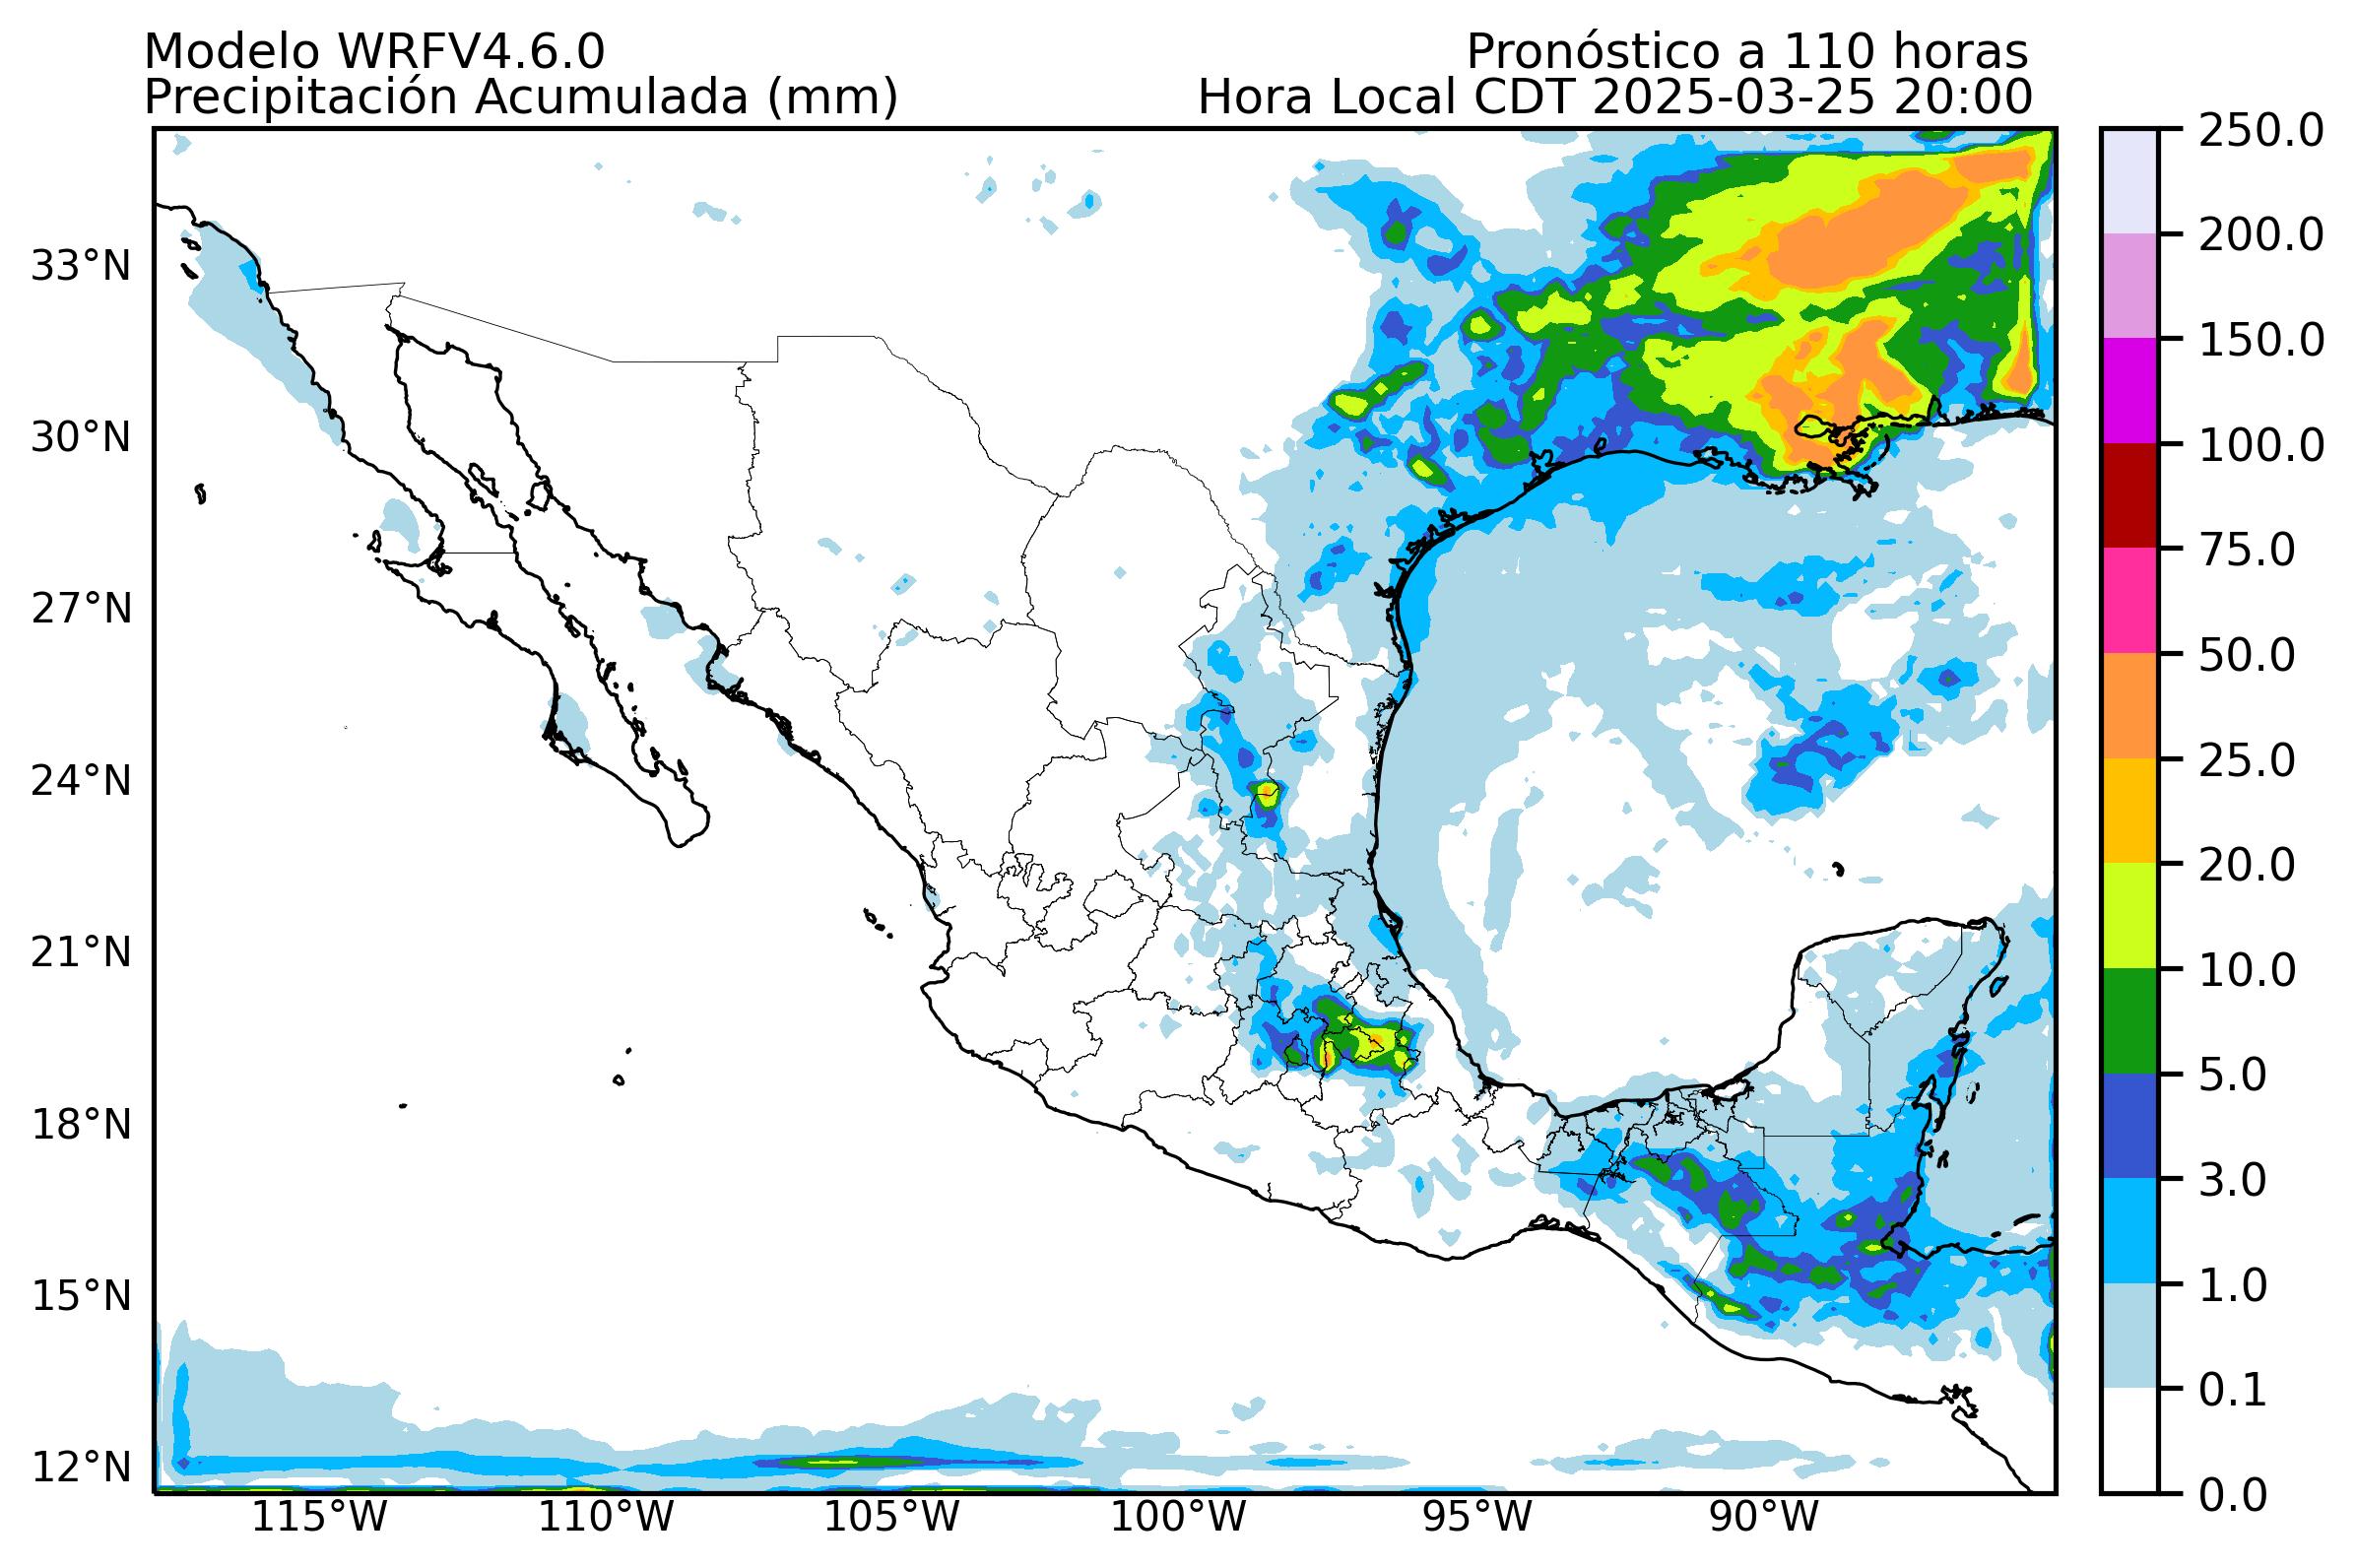 Modelo WRFV4.6.0
Pronóstico a 110 horas
Precipitación Acumulada (mm)
Hora Local CDT 2025-03-25 20:00
33°N
30°N
27°N
24°N
21°N
18°N
15°N
12°N
115°W
110°W
105°W
100°W
95°W
90°W
250.0
200.0
150.0
100.0
75.0
50.0
25.0
20.0
10.0
5.0
3.0
1.0
0.1
0.0